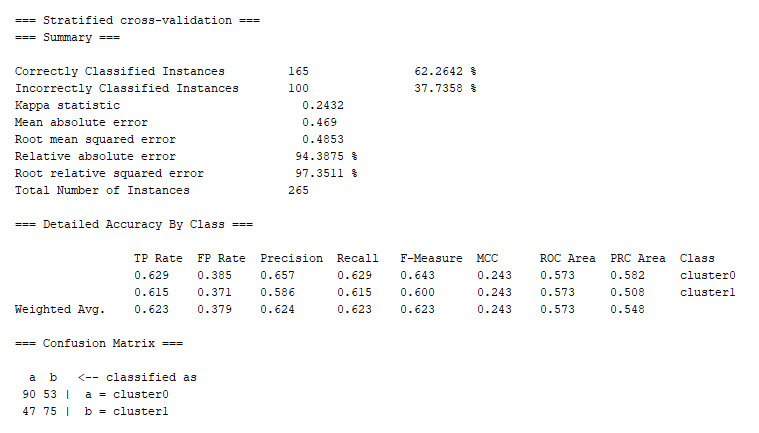 === Stratified cross-validation ===
=== Summary ===
Correctly Classified Instances 165 62.2642 %
Incorrectly Classified Instances 100 37.7358 %
Kappa statistic 0.2432
Mean absolute error 0.469
Root mean squared error 0.4853
Relative absolute error 94.3875 %
Root relative squared error 97.3511 %
Total Number of Instances 265
=== Detailed Accuracy By Class ===
TP Rate FP Rate Precision Recall F-Measure MCC ROC Area PRC Area Class
0.629 0.385 0.657 0.629 0.643 0.243 0.573 0.582 cluster0
0.615 0.371 0.586 0.615 0.600 0.243 0.573 0.508 cluster1
Weighted Avg. 0.623 0.379 0.624 0.623 0.623 0.243 0.573 0.548
=== Confusion Matrix ===
a b <-- classified as
90 53 | a = cluster0
47 75 | b = cluster1